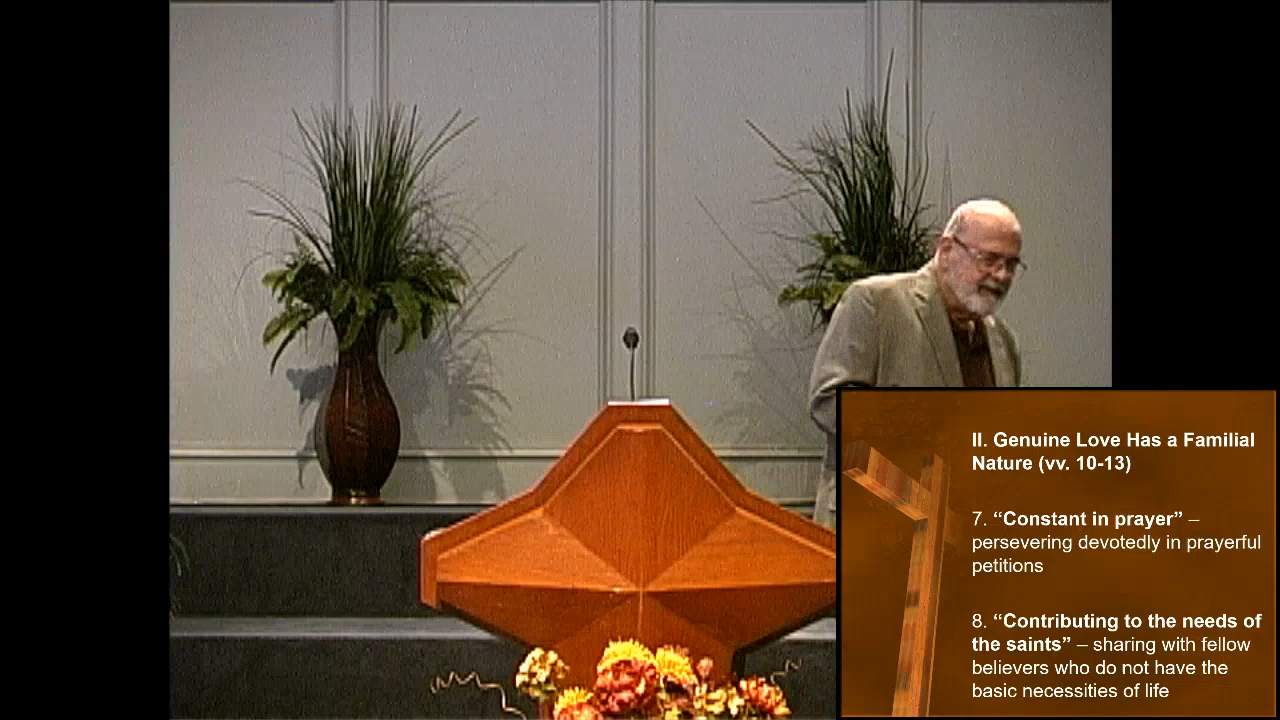 II. Genuine Love Has a Familial
Nature (vv. 10-13)
7. “Constant in prayer” –
persevering devotedly in prayerful
petitions
8. “Contributing to the needs of
the saints” – sharing with fellow
believers who do not have the
basic necessities of life